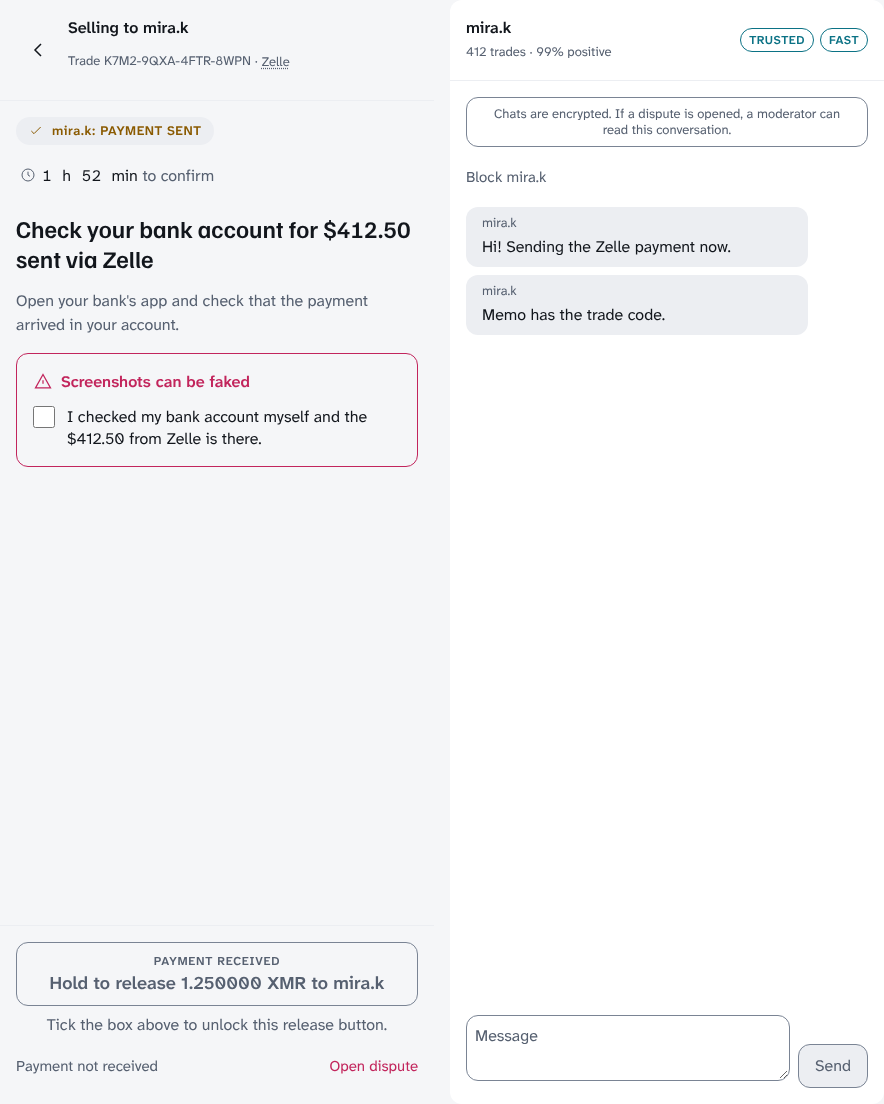 Selling to mira.k
Trade K7M2-9QXA-4FTR-8WPN · Zelle
mira.k: PAYMENT SENT
1 h 52 min to confirm
Check your bank account for $412.50
sent via Zelle
Open your bank's app and check that the payment
arrived in your account.
Screenshots can be faked
I checked my bank account myself and the
$412.50 from Zelle is there.
PAYMENT RECEIVED
Hold to release 1.250000 XMR to mira.k
Tick the box above to unlock this release button.
Payment not received
Open dispute
mira.k
412 trades · 99% positive
TRUSTED
FAST
Chats are encrypted. If a dispute is opened, a moderator can
read this conversation.
Block mira.k
mira.k
Hi! Sending the Zelle payment now.
mira.k
Memo has the trade code.
Message
Send